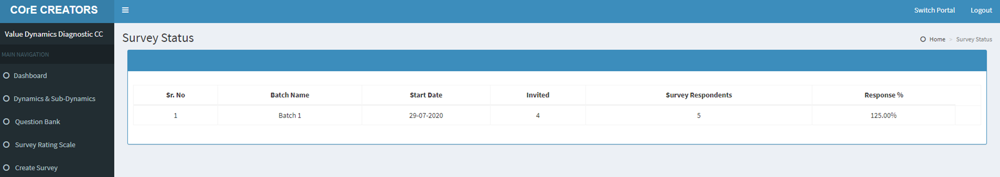 COrE CREATORS
Switch Portal Logout
Value Dynamics Diagnostic CC
MAIN NAVIGATION
Dashboard
Dynamics & Sub-Dynamics
Question Bank
Survey Rating Scale
Create Survey
Survey Status
Home > Survey Status
Sr. No Batch Name Start Date Invited Survey Respondents Response %
1 Batch 1 29-07-2020 4 5 125.00%